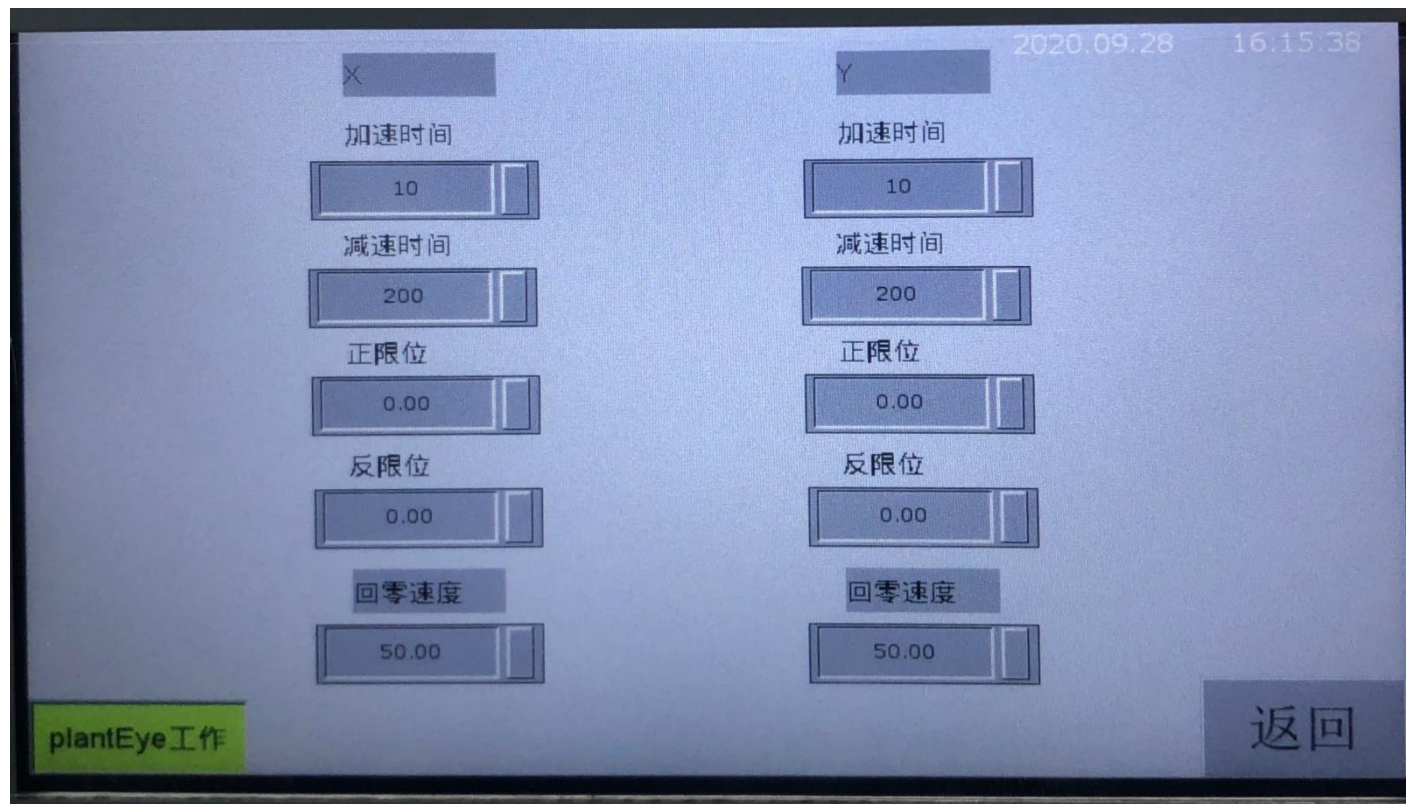 2020.09.28 16:15:38
X Y
加速时间 加速时间
10 10
减速时间 减速时间
200 200
正限位 正限位
0.00 0.00
反限位 反限位
0.00 0.00
回零速度 回零速度
50.00 50.00
plantEye工作 返回